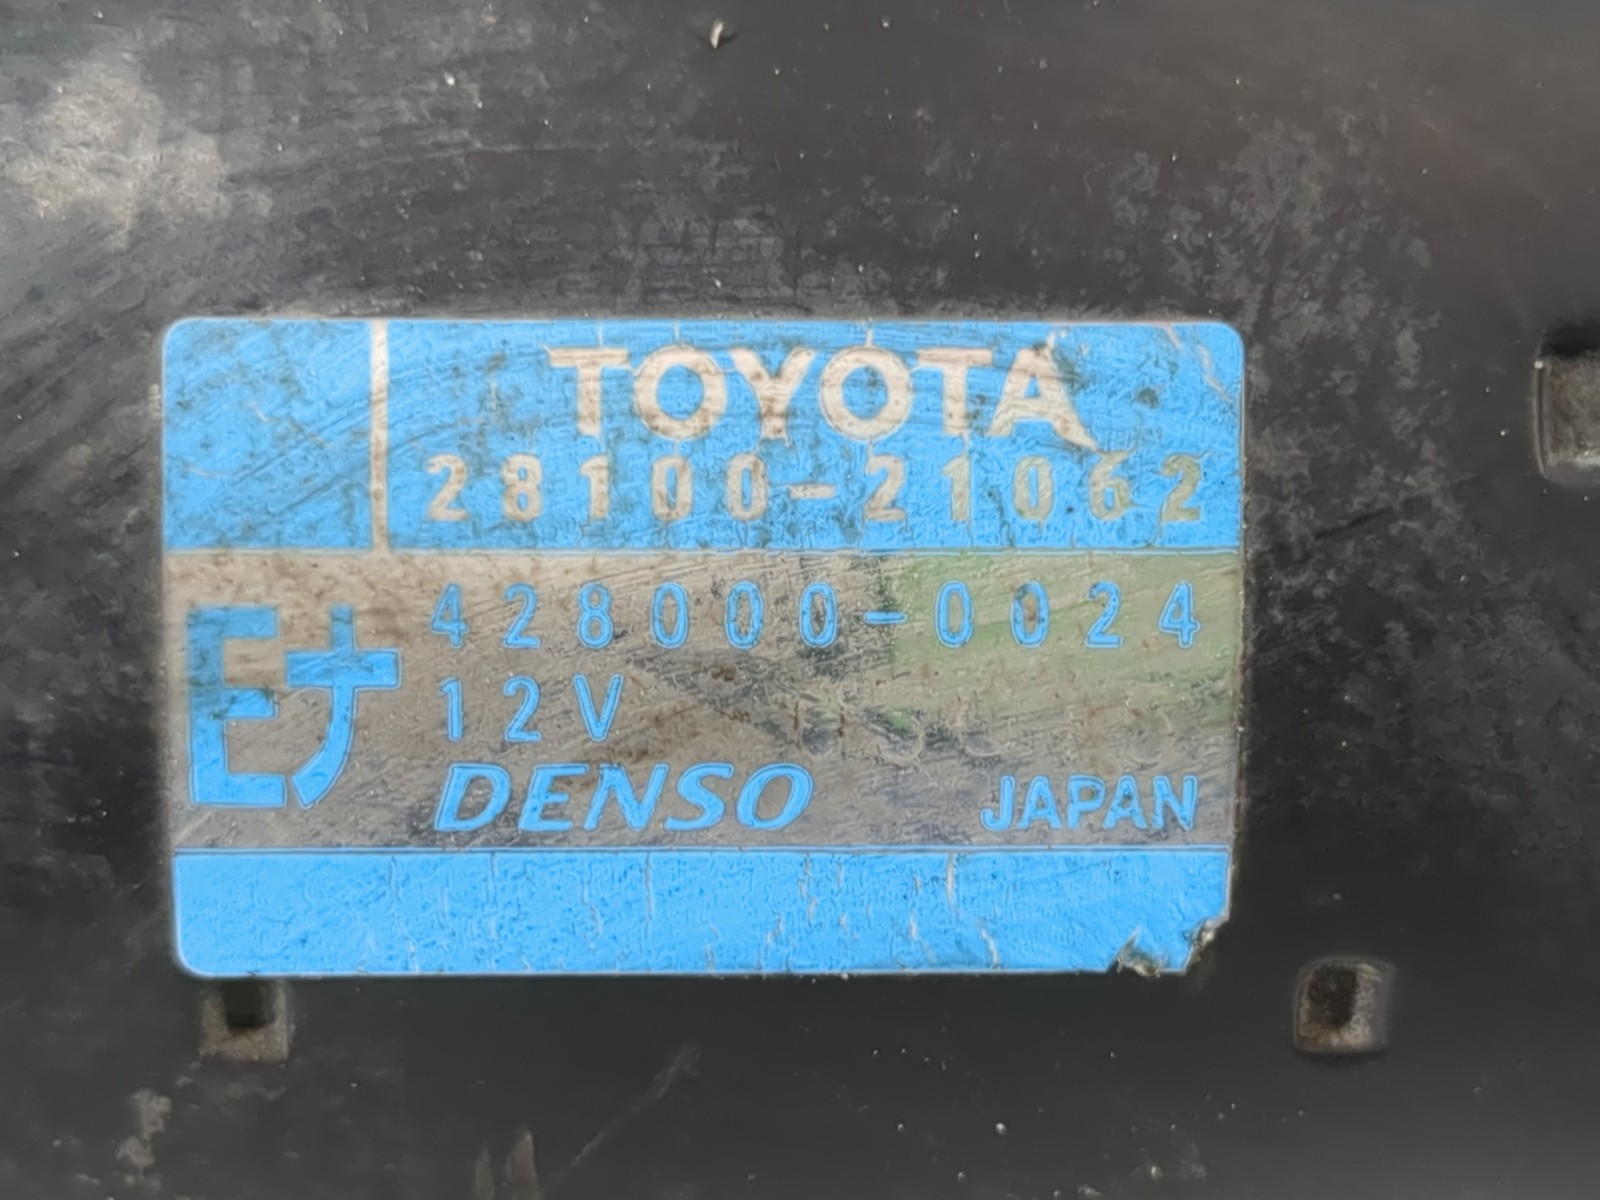 TOYOTA
28100-21062
428000-0024
12V
DENSO JAPAN